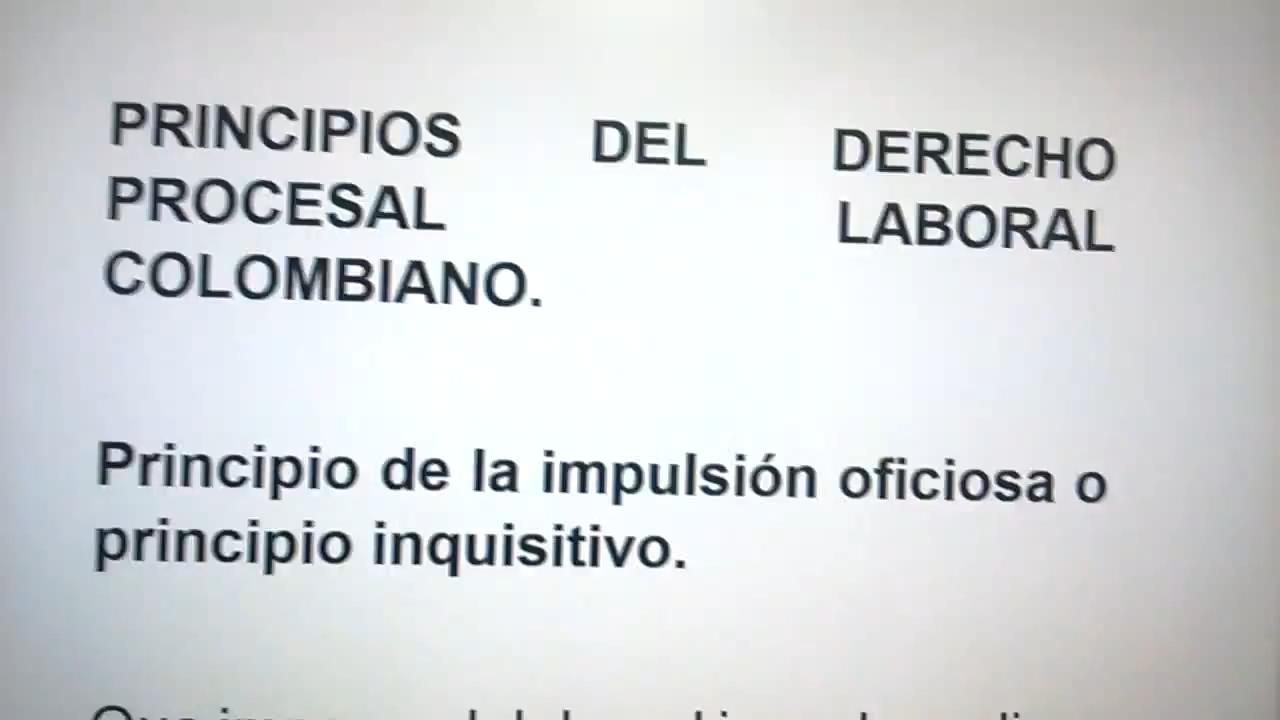 PRINCIPIOS DEL DERECHO
PROCESAL LABORAL
COLOMBIANO.
Principio de la impulsión oficiosa o
principio inquisitivo.